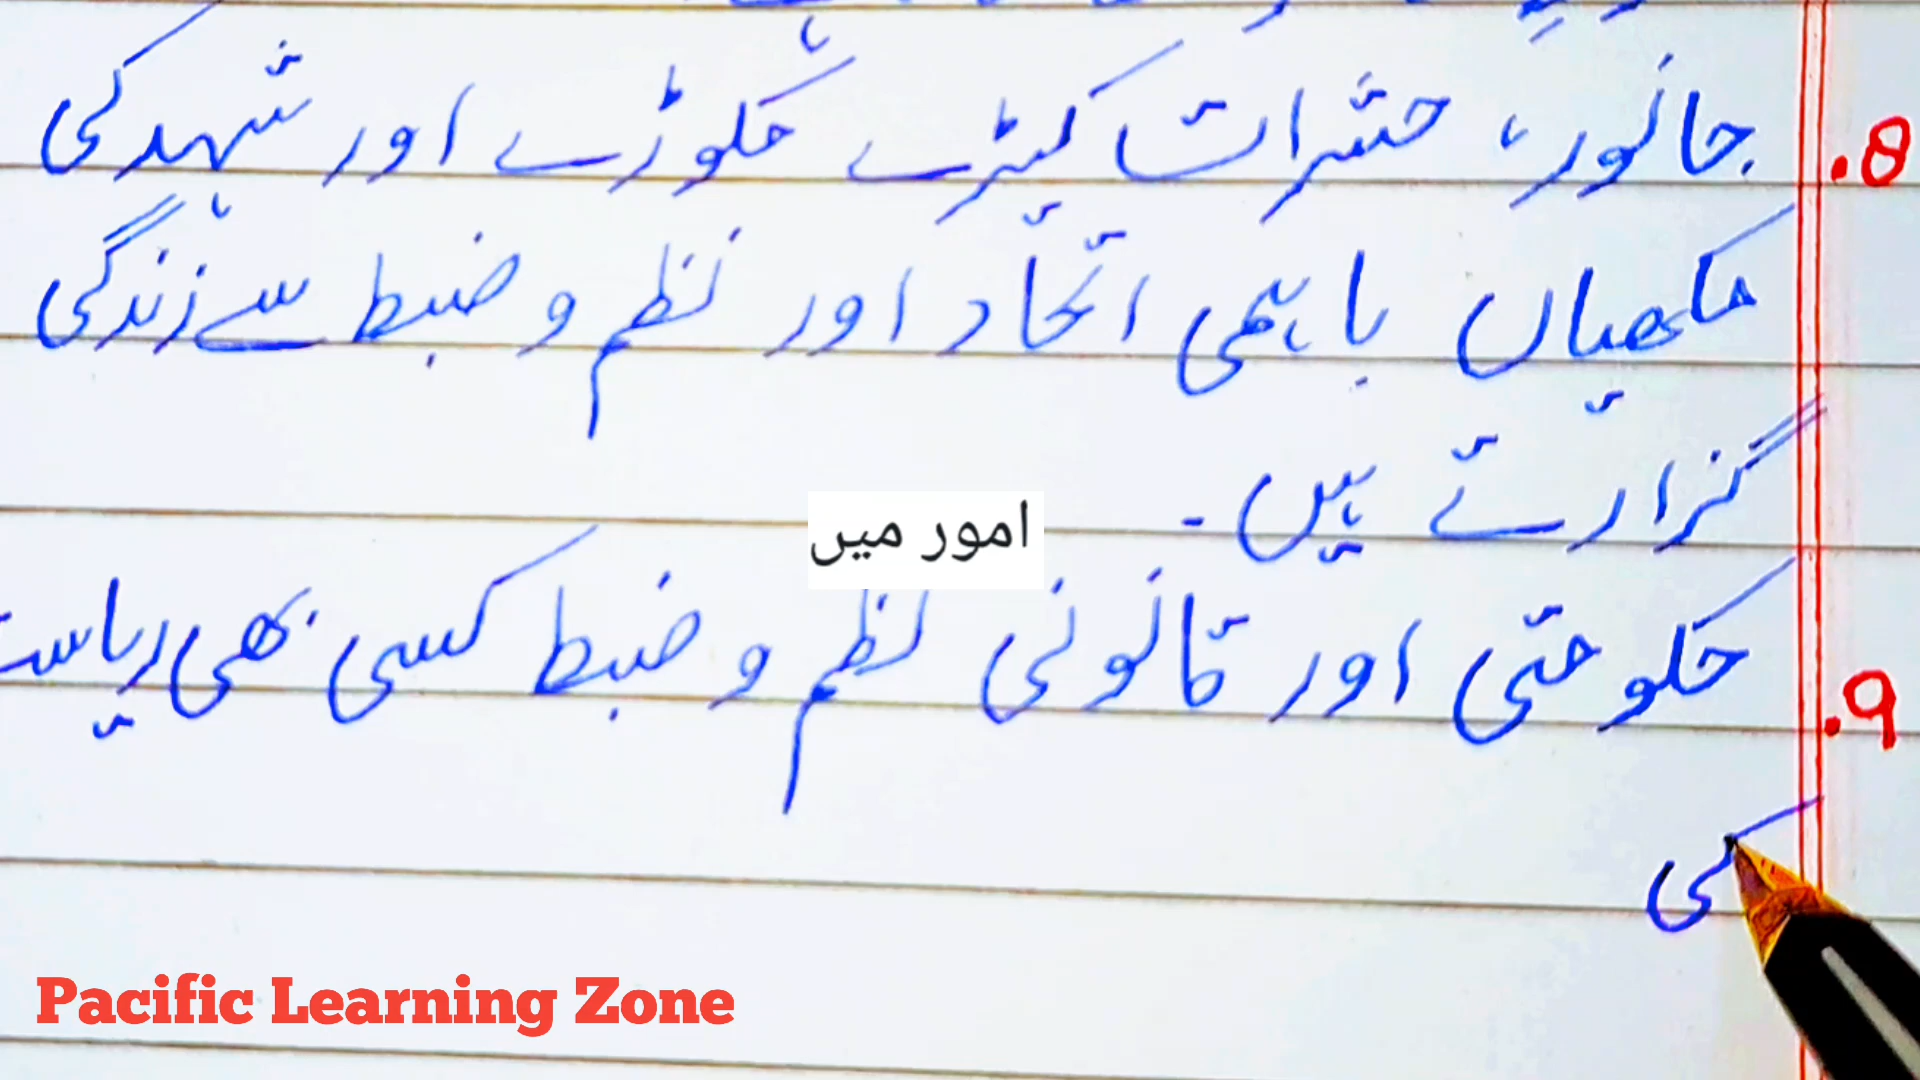 8. جانور، حشرات کیڑے مکوڑے اور شہد کی
مکھیاں باہمی اتحاد اور نظم و ضبط سے زندگی
گزارتے ہیں۔
امور میں
9. حکومتی اور قانونی نظم و ضبط کسی بھی ریاست
کی
Pacific Learning Zone